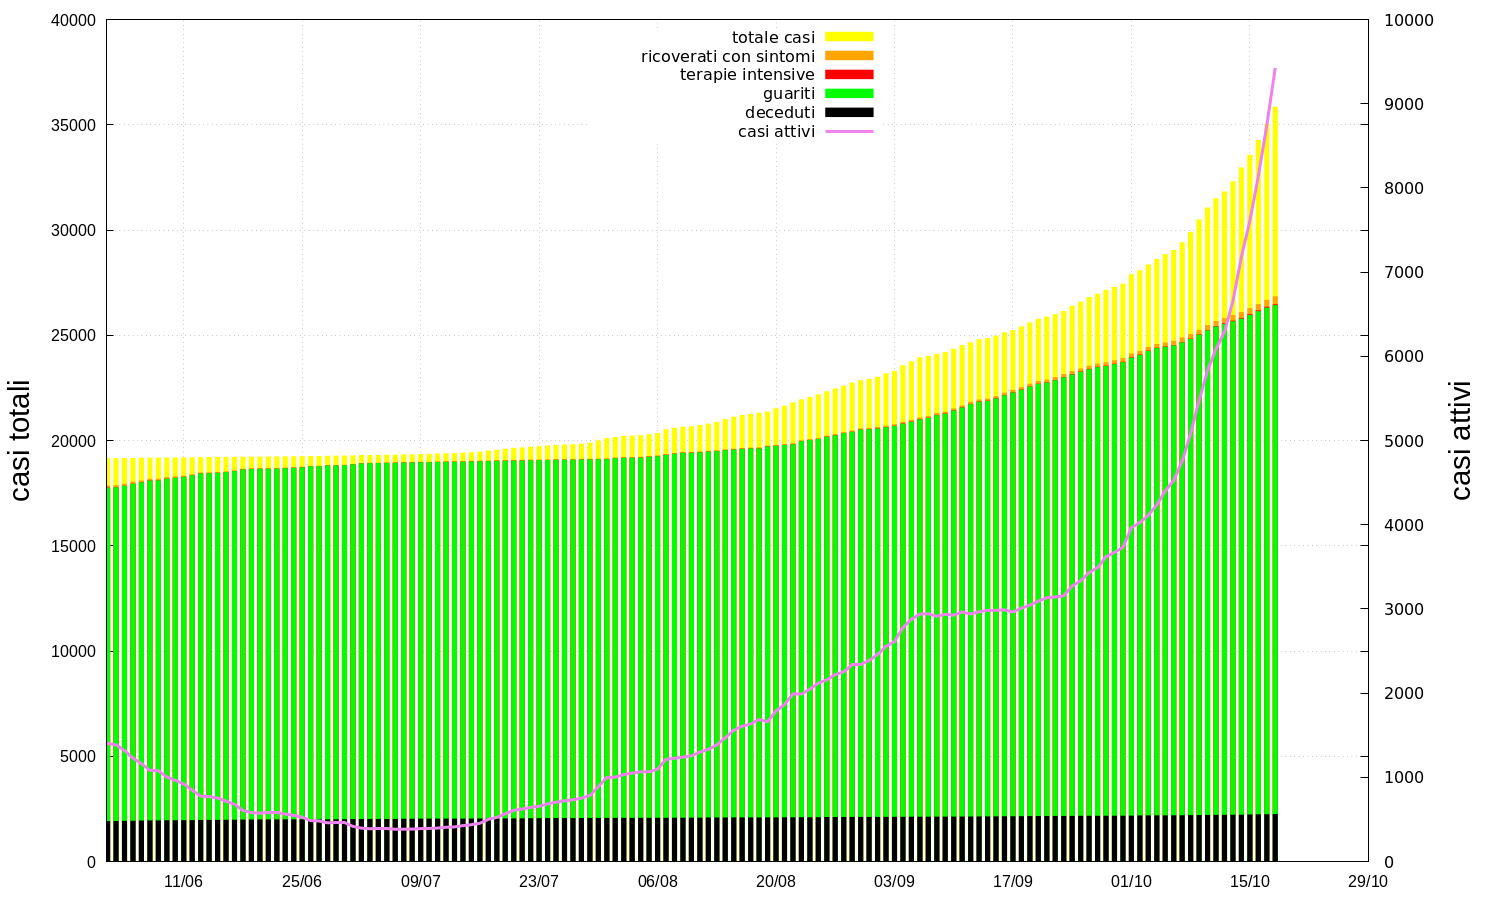 totale casi
ricoverati con sintomi
terapie intensive
guariti
deceduti
casi attivi
casi totali
40000
35000
30000
25000
20000
15000
10000
5000
0
11/06 25/06 09/07 23/07 06/08 20/08 03/09 17/09 01/10 15/10 29/10
10000
9000
8000
7000
6000
5000
4000
3000
2000
1000
0
casi attivi